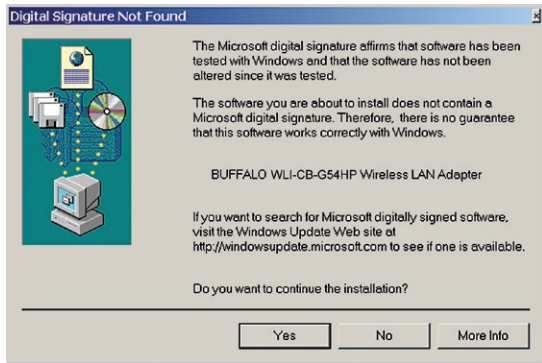 Digital Signature Not Found
The Microsoft digital signature affirms that software has been
tested with Windows and that the software has not been
altered since it was tested.
The software you are about to install does not contain a
Microsoft digital signature. Therefore, there is no guarantee
that this software works correctly with Windows.
BUFFALO WLI-CB-G54HP Wireless LAN Adapter
If you want to search for Microsoft digitally signed software,
visit the Windows Update Web site at
http://windowsupdate.microsoft.com to see if one is available.
Do you want to continue the installation?
Yes No More Info